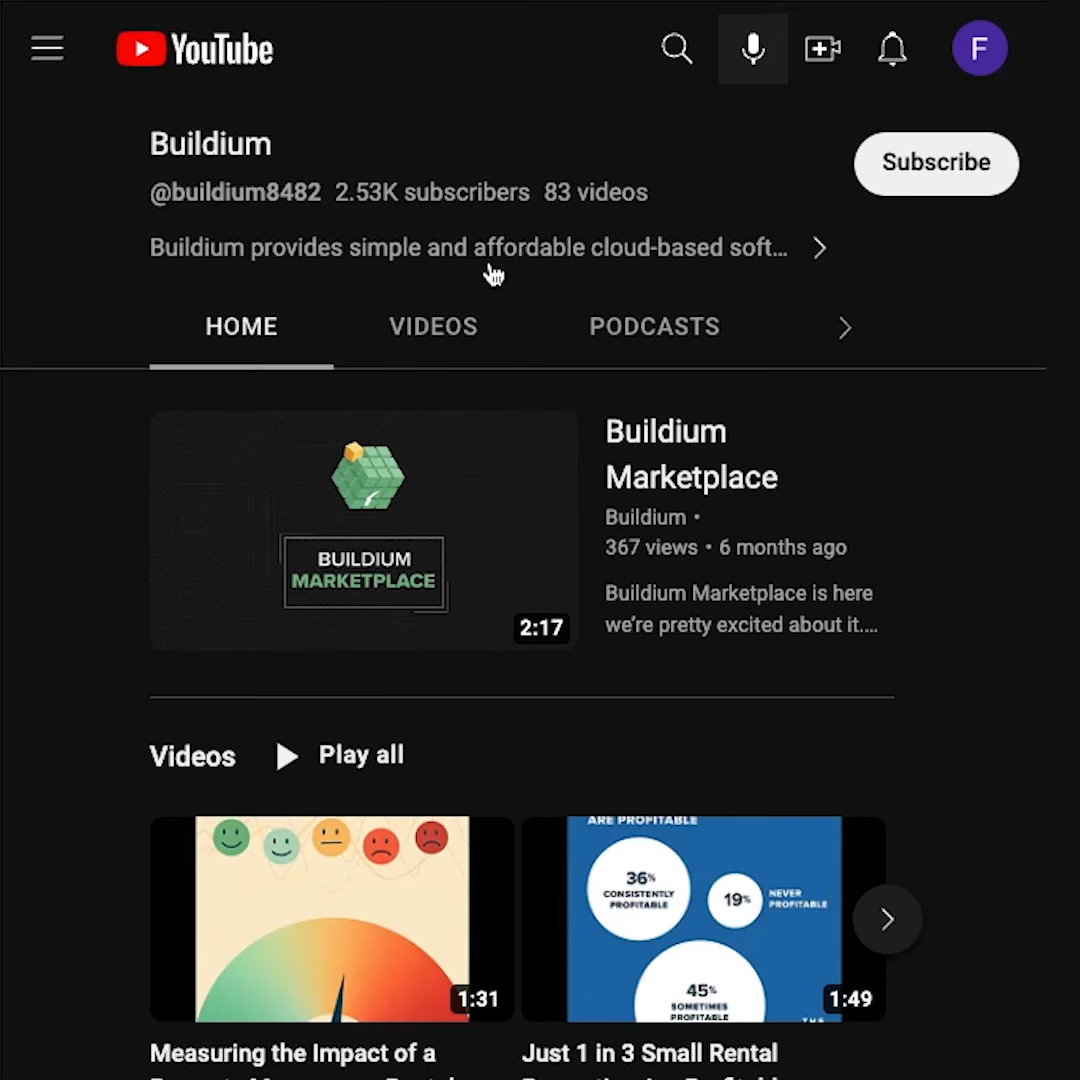 YouTube
F
Buildium
Subscribe
@buildium8482 2.53K subscribers 83 videos
Buildium provides simple and affordable cloud-based soft...
HOME VIDEOS PODCASTS
BUILDIUM
MARKETPLACE
2:17
Buildium
Marketplace
Buildium •
367 views • 6 months ago
Buildium Marketplace is here
we're pretty excited about it....
Videos Play all
1:31
ARE PROFITABLE
36%
CONSISTENTLY
PROFITABLE
19%
NEVER
PROFITABLE
45%
SOMETIMES
PROFITABLE
THE
1:49
Measuring the Impact of a
Just 1 in 3 Small Rental